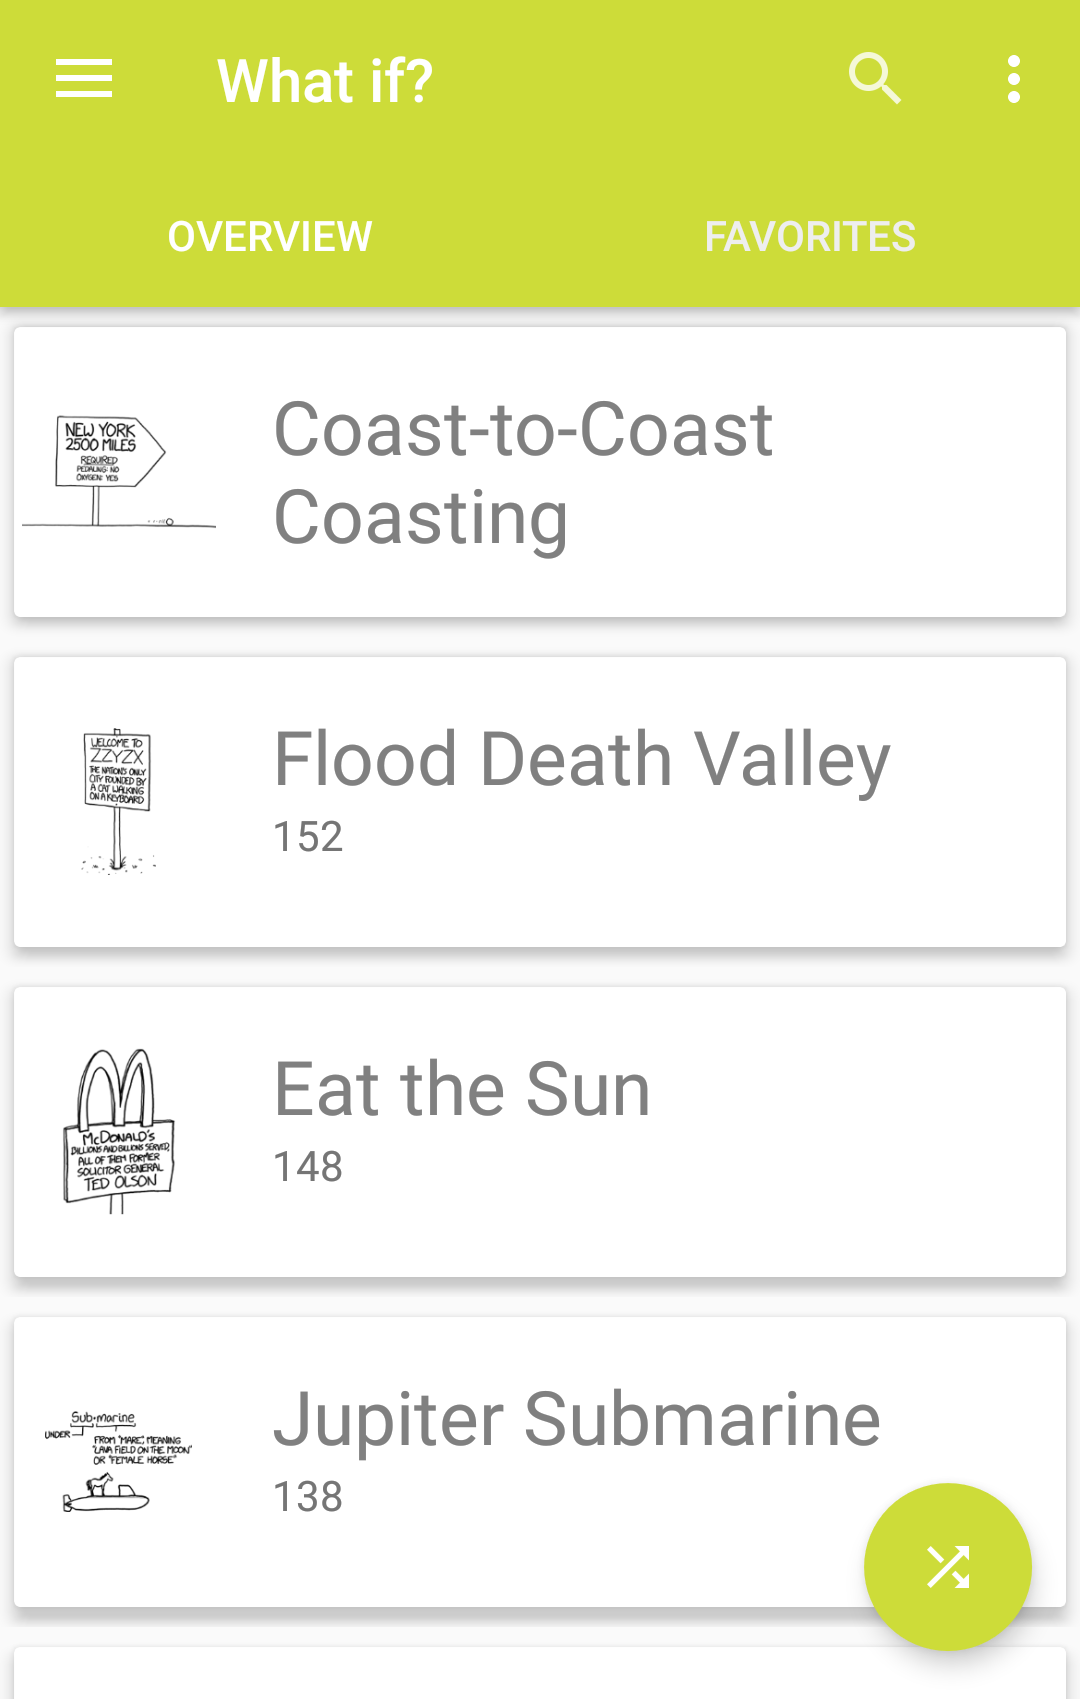 What if?
OVERVIEW
FAVORITES
NEW YORK
2500 MILES
REQUIRED
PEDALING: NO
OXYGEN: YES
Coast-to-Coast
Coasting
WELCOME TO
ZZYZX
THE NATION'S ONLY
CITY FOUNDED BY
A CAT WALKING
ON A KEYBOARD
Flood Death Valley
152
McDONALD'S
BILLIONS AND BILLIONS SERVED,
ALL OF THEM FORMER
SOLICITOR GENERAL
TED OLSON
Eat the Sun
148
Sub•marine
UNDER
FROM "MARE", MEANING
"LAVA FIELD ON THE MOON"
OR "FEMALE HORSE"
Jupiter Submarine
138